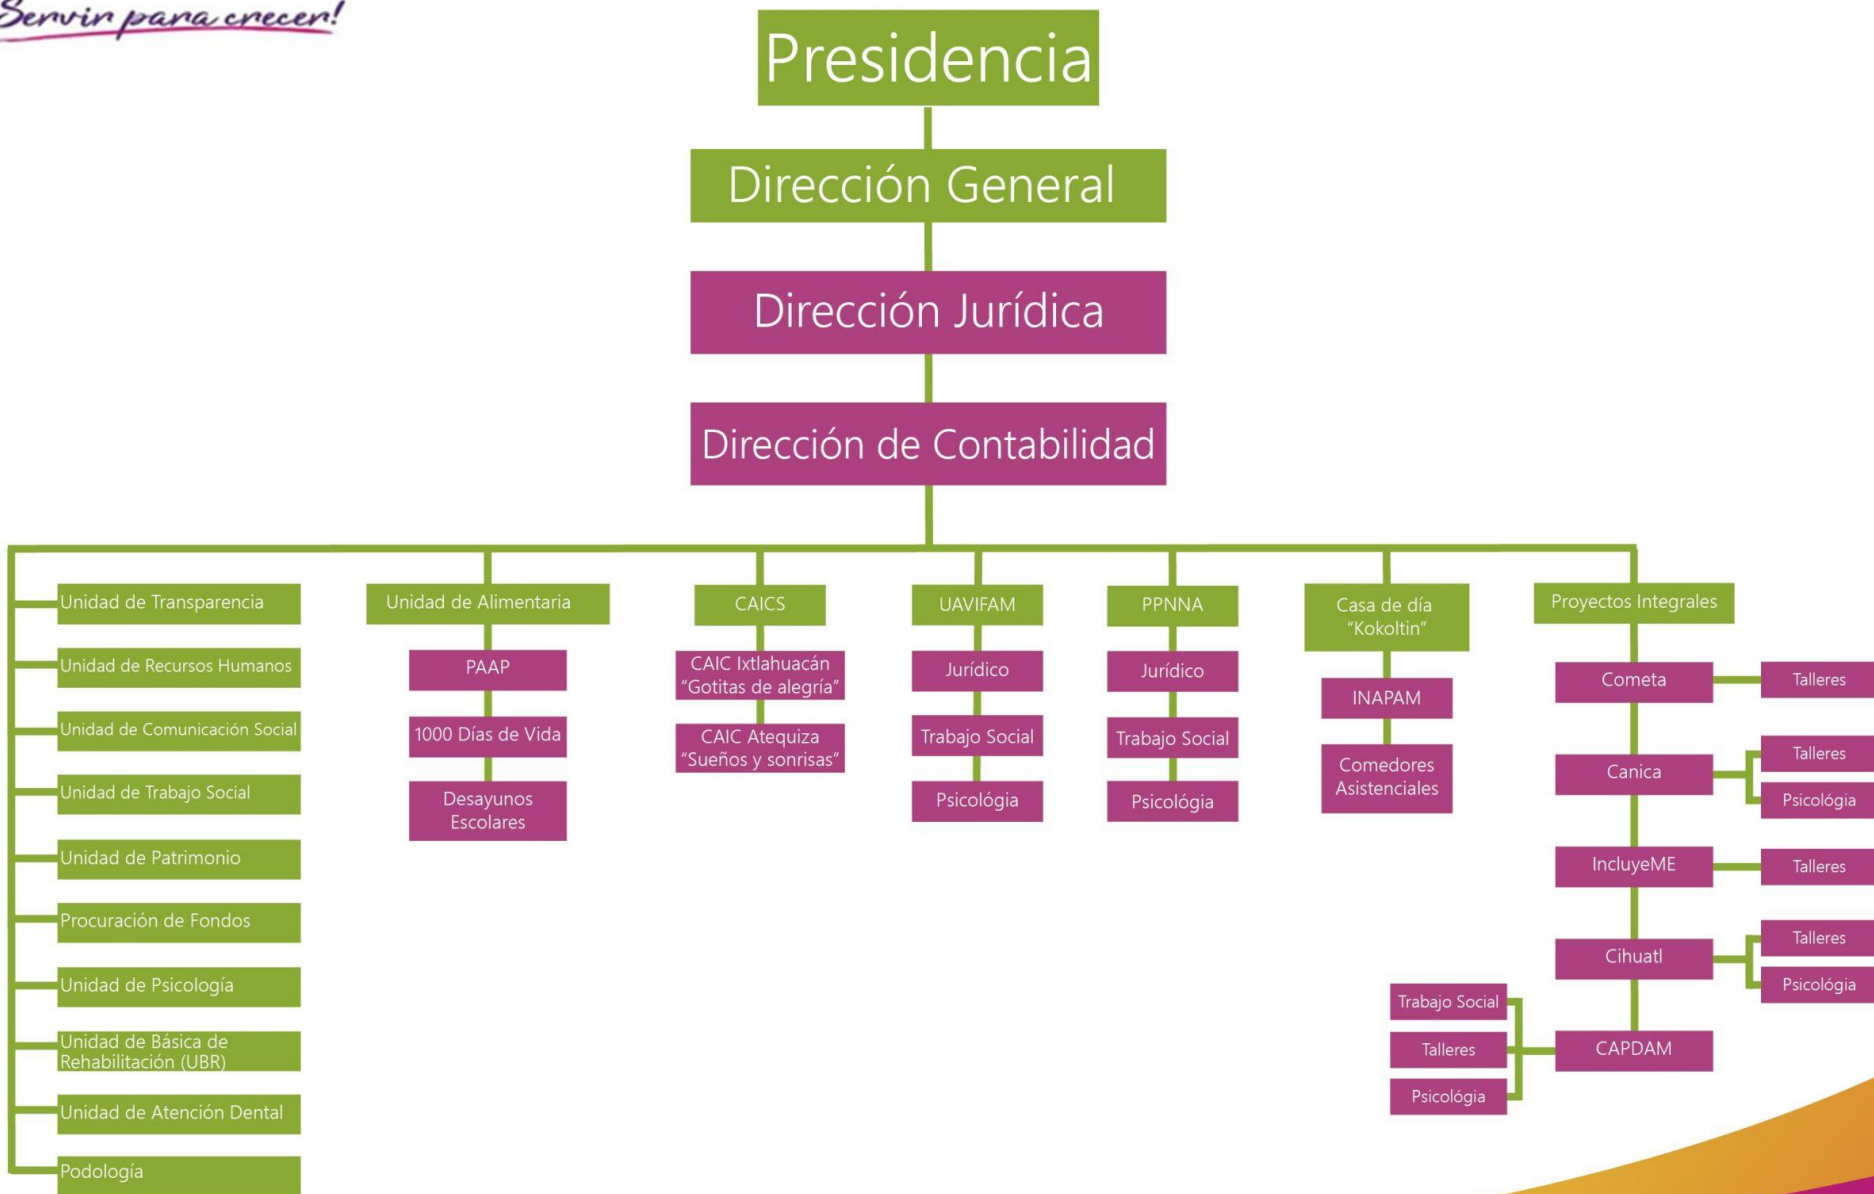 Servir para crecer!
Presidencia
Dirección General
Dirección Jurídica
Dirección de Contabilidad
Unidad de Transparencia
Unidad de Recursos Humanos
Unidad de Comunicación Social
Unidad de Trabajo Social
Unidad de Patrimonio
Procuración de Fondos
Unidad de Psicología
Unidad de Básica de
Rehabilitación (UBR)
Unidad de Atención Dental
Podología
Unidad de Alimentaria
PAAP
1000 Días de Vida
Desayunos
Escolares
CAICS
CAIC Ixtlahuacán
"Gotitas de alegría"
CAIC Atequiza
"Sueños y sonrisas"
UAVIFAM
Jurídico
Trabajo Social
Psicológia
PPNNA
Jurídico
Trabajo Social
Psicológia
Casa de día
"Kokoltin"
INAPAM
Comedores
Asistenciales
Proyectos Integrales
Cometa
Talleres
Canica
Talleres
Psicológia
IncluyeME
Talleres
Cihuatl
Talleres
Psicológia
CAPDAM
Trabajo Social
Talleres
Psicológia